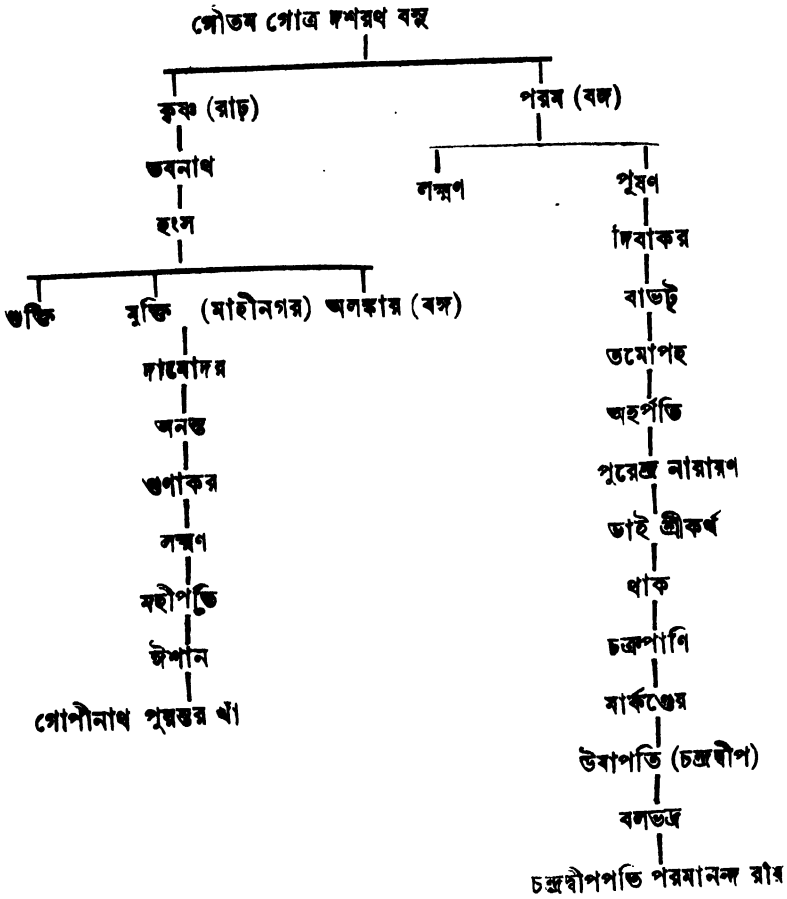 গৌতম গোত্র দশরথ বসু
কৃষ্ণ (রাঢ়) পরম (বঙ্গ)
ভবনাথ
লক্ষ্মণ পূষণ
হংস
দিবাকর
শুক্তি মুক্তি (মাহীনগর) অলঙ্কার (বঙ্গ)
বাভটূ
দামোদর
তমোপহ
অনন্ত
অহর্পতি
গুণাকর
পুরেন্দ্র নারায়ণ
লক্ষ্মণ
ভাই শ্রীকর্থ
মহীপতি
থাক
ঈশান
চক্রপাণি
গোপীনাথ পুরন্তর খাঁ
মার্কণ্ডেয়
উষাপতি (চন্দ্রদ্বীপ)
বলভদ্র
চন্দ্রদ্বীপপতি পরমানন্দ রায়